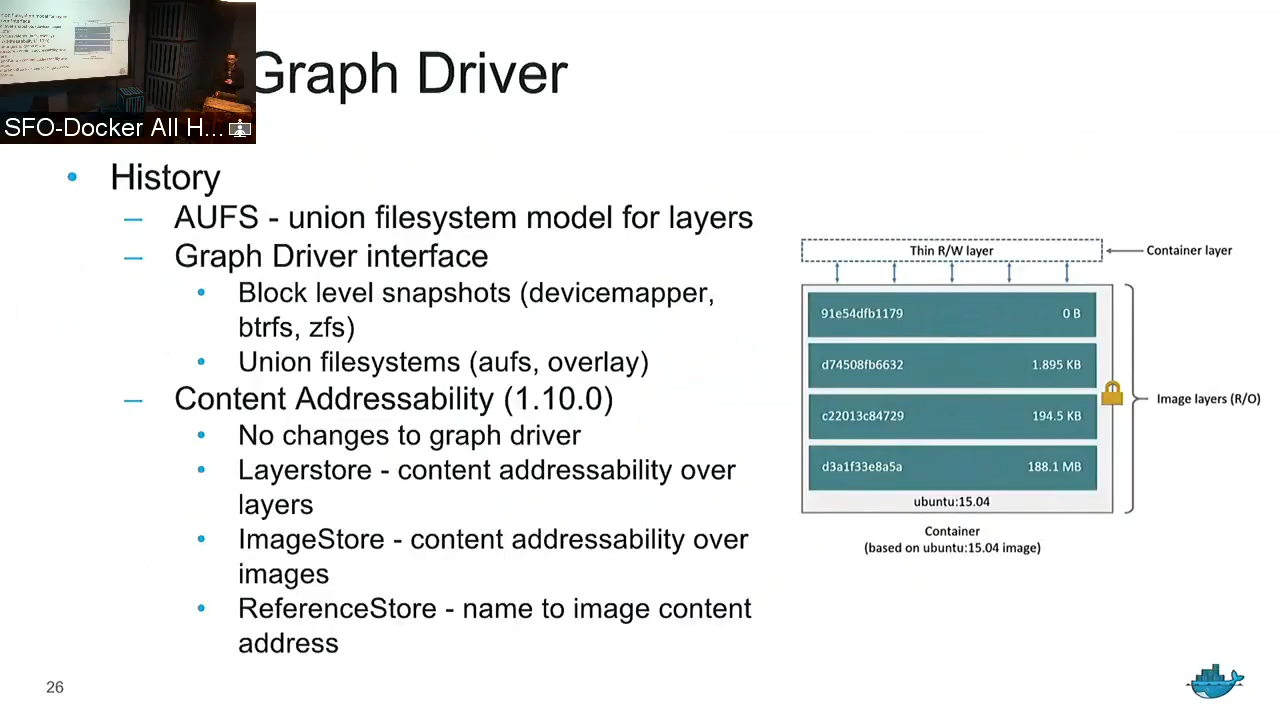 Graph Driver
SFO-Docker All H...
• History
– AUFS - union filesystem model for layers
– Graph Driver interface
• Block level snapshots (devicemapper,
btrfs, zfs)
• Union filesystems (aufs, overlay)
– Content Addressability (1.10.0)
• No changes to graph driver
• Layerstore - content addressability over
layers
• ImageStore - content addressability over
images
• ReferenceStore - name to image content
address
Thin R/W layer
Container layer
91e54dfb1179 0 B
d74508fb6632 1.895 KB
c22013c84729 194.5 KB
d3a1f33e8a5a 188.1 MB
Image layers (R/O)
ubuntu:15.04
Container
(based on ubuntu:15.04 image)
26